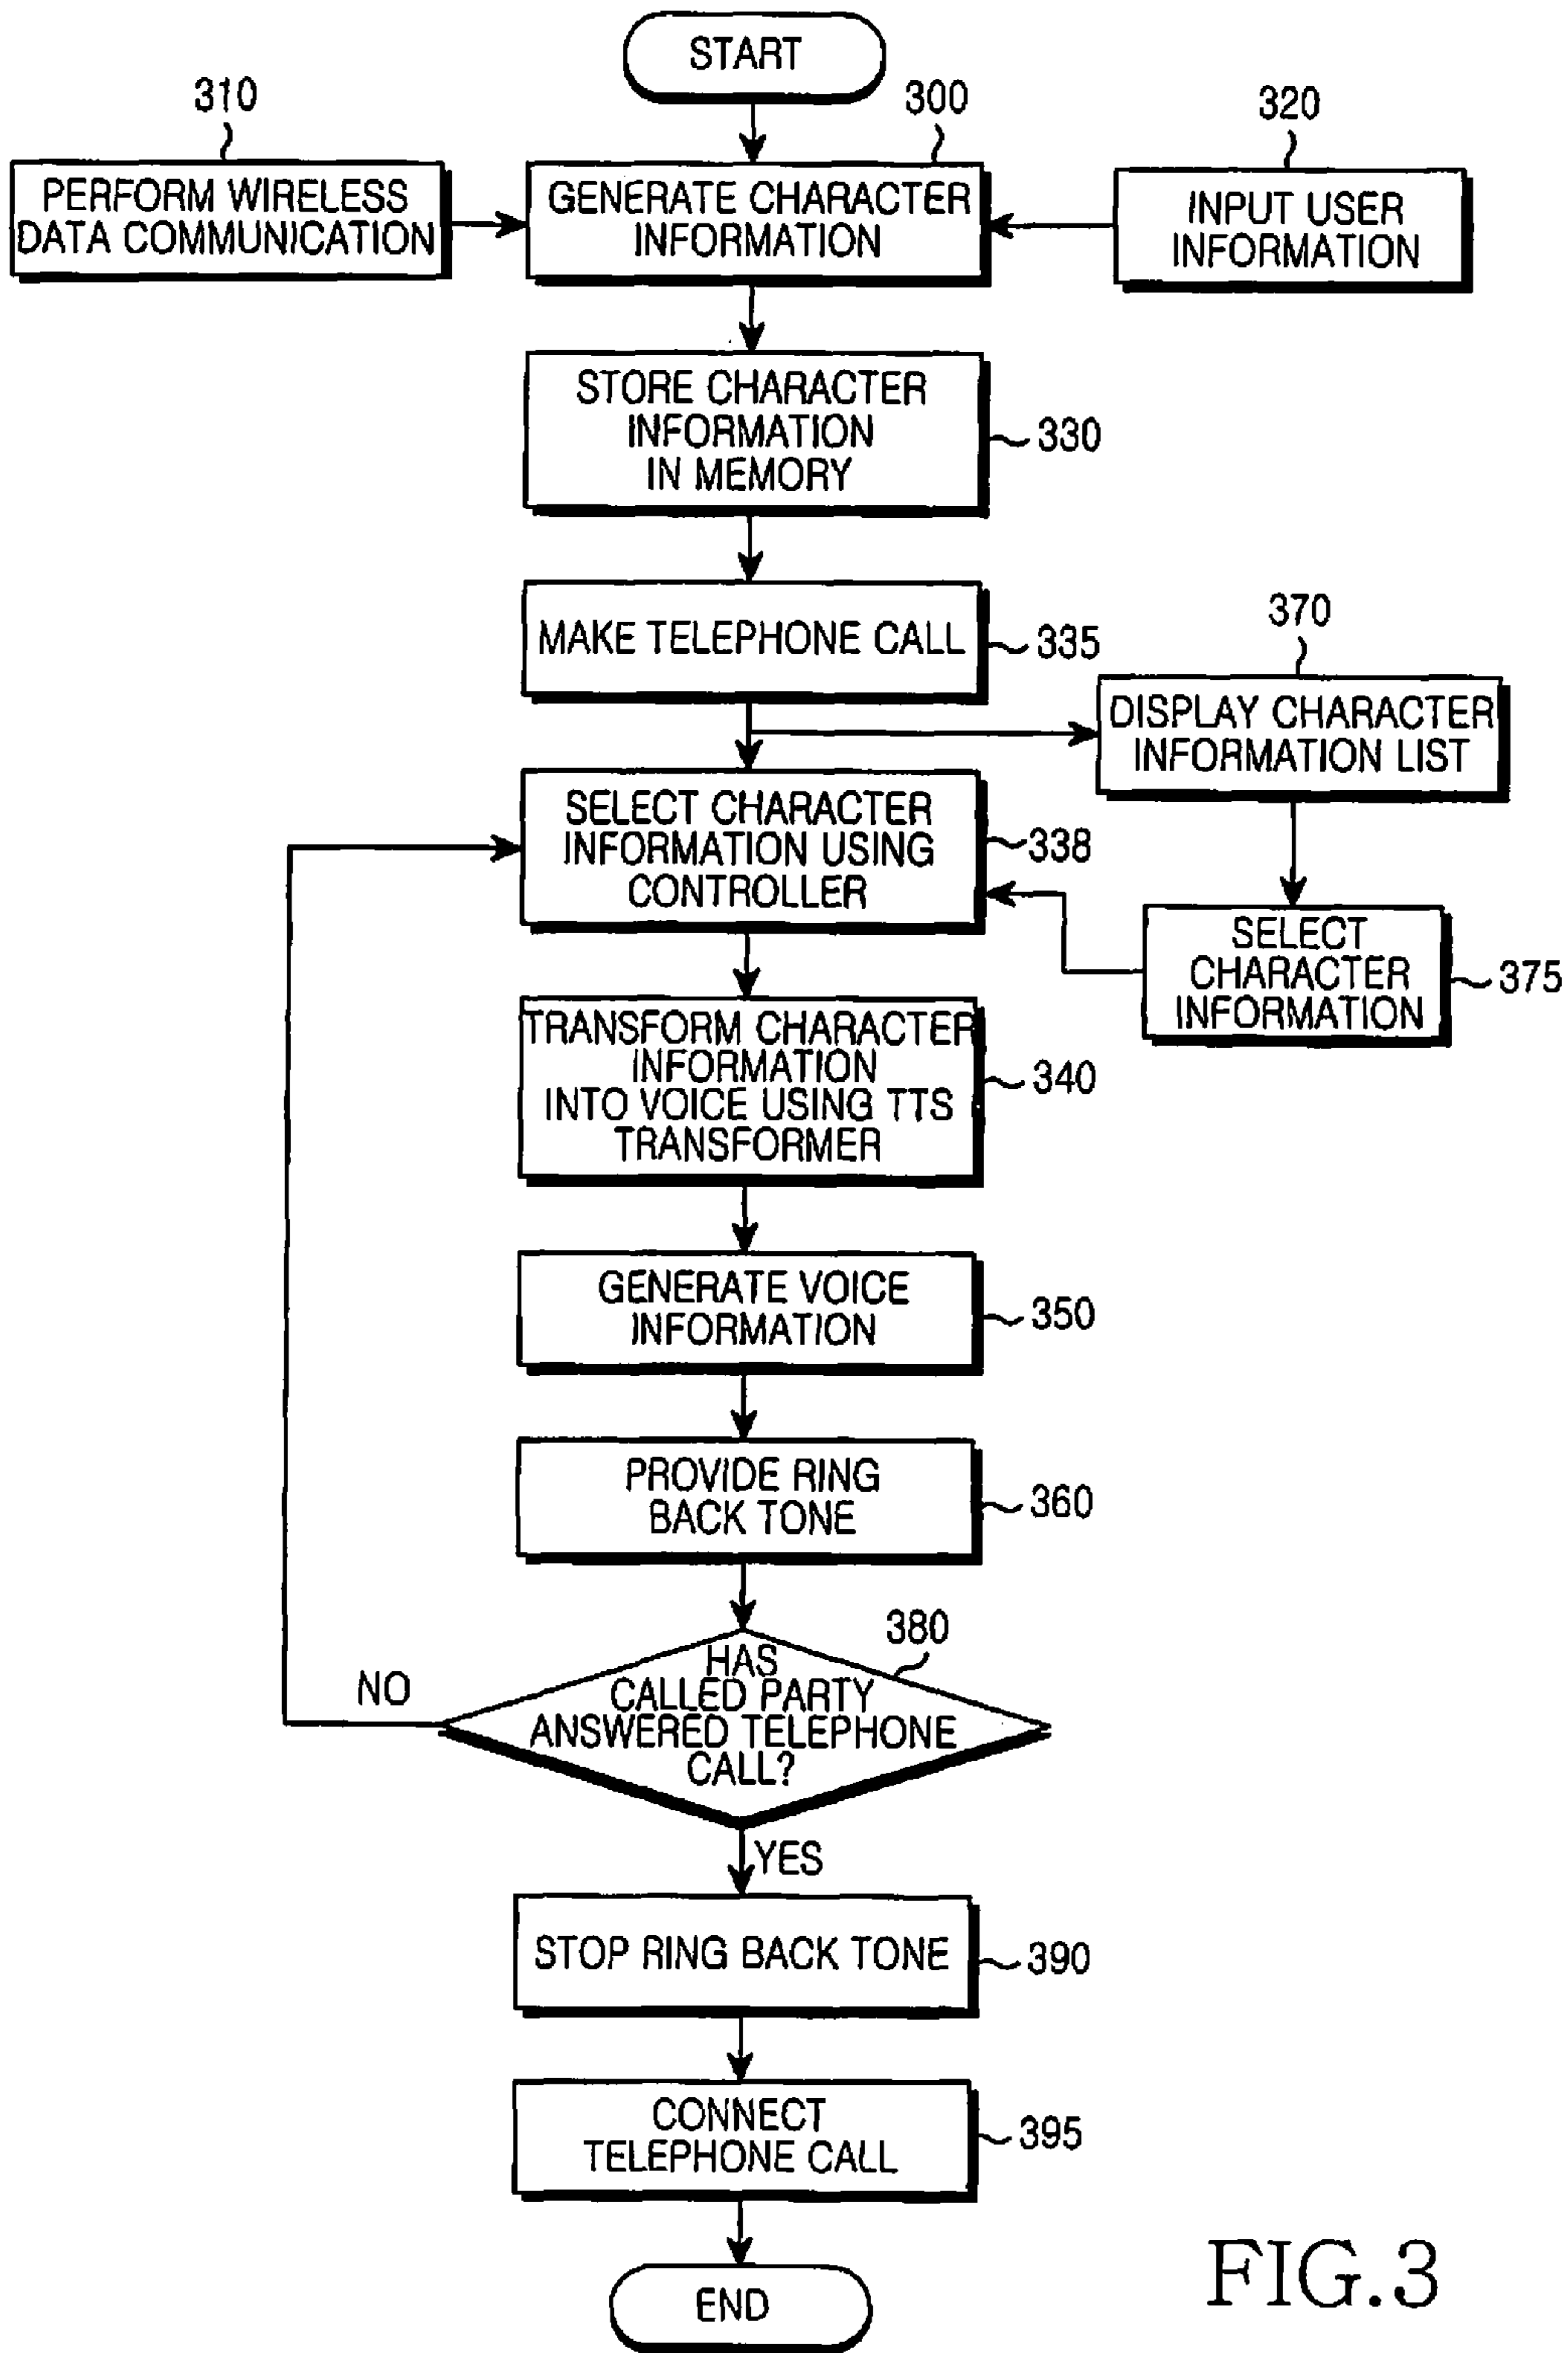 START
310
300
320
PERFORM WIRELESS
DATA COMMUNICATION
GENERATE CHARACTER
INFORMATION
INPUT USER
INFORMATION
STORE CHARACTER
INFORMATION
IN MEMORY
330
MAKE TELEPHONE CALL
335
370
DISPLAY CHARACTER
INFORMATION LIST
SELECT CHARACTER
INFORMATION USING
CONTROLLER
338
SELECT
CHARACTER
INFORMATION
375
TRANSFORM CHARACTER
INFORMATION
INTO VOICE USING TTS
TRANSFORMER
340
GENERATE VOICE
INFORMATION
350
PROVIDE RING
BACK TONE
360
380
HAS
CALLED PARTY
ANSWERED TELEPHONE
CALL?
NO
YES
STOP RING BACK TONE
390
CONNECT
TELEPHONE CALL
395
END
FIG.3